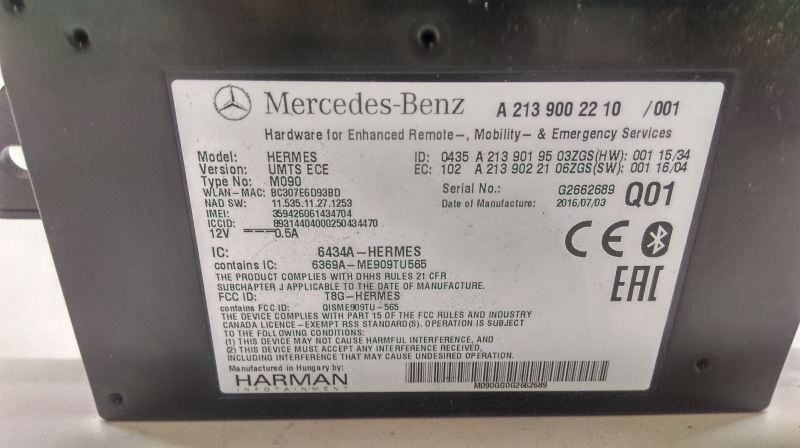 Mercedes-Benz A 213 900 22 10 /001
Hardware for Enhanced Remote-, Mobility- & Emergency Services
Model: HERMES ID: 0435 A 213 901 95 03ZGS(HW): 001 15/34
Version: UMTS ECE EC: 102 A 213 902 21 06ZGS(SW): 001 16/04
Type No: M090
WLAN-MAC: BC307E6D93BD Serial No.: G2662689 Q01
NAD SW: 11.535.11.27.1253 Date of Manufacture: 2016/07/03
IMEI: 359426061434704
ICCID: 89314404000250434470
12V 0.5A
IC: 6434A-HERMES
contains IC: 6369A-ME909TU565
THE PRODUCT COMPLIES WITH DHHS RULES 21 CFR
SUBCHAPTER J APPLICABLE TO THE DATE OF MANUFACTURE.
FCC ID: T8G-HERMES
contains FCC ID: QISME909TU-565
THE DEVICE COMPLIES WITH PART 15 OF THE FCC RULES AND INDUSTRY
CANADA LICENCE-EXEMPT RSS STANDARD(S). OPERATION IS SUBJECT
TO THE FOLLOWING CONDITIONS:
(1) THIS DEVICE MAY NOT CAUSE HARMFUL INTERFERENCE, AND
(2) THIS DEVICE MUST ACCEPT ANY INTERFERENCE RECEIVED,
INCLUDING INTERFERENCE THAT MAY CAUSE UNDESIRED OPERATION.
CE
EAC
Manufactured in Hungary by:
HARMAN
INFOTAINMENT
M090GG0G2662689